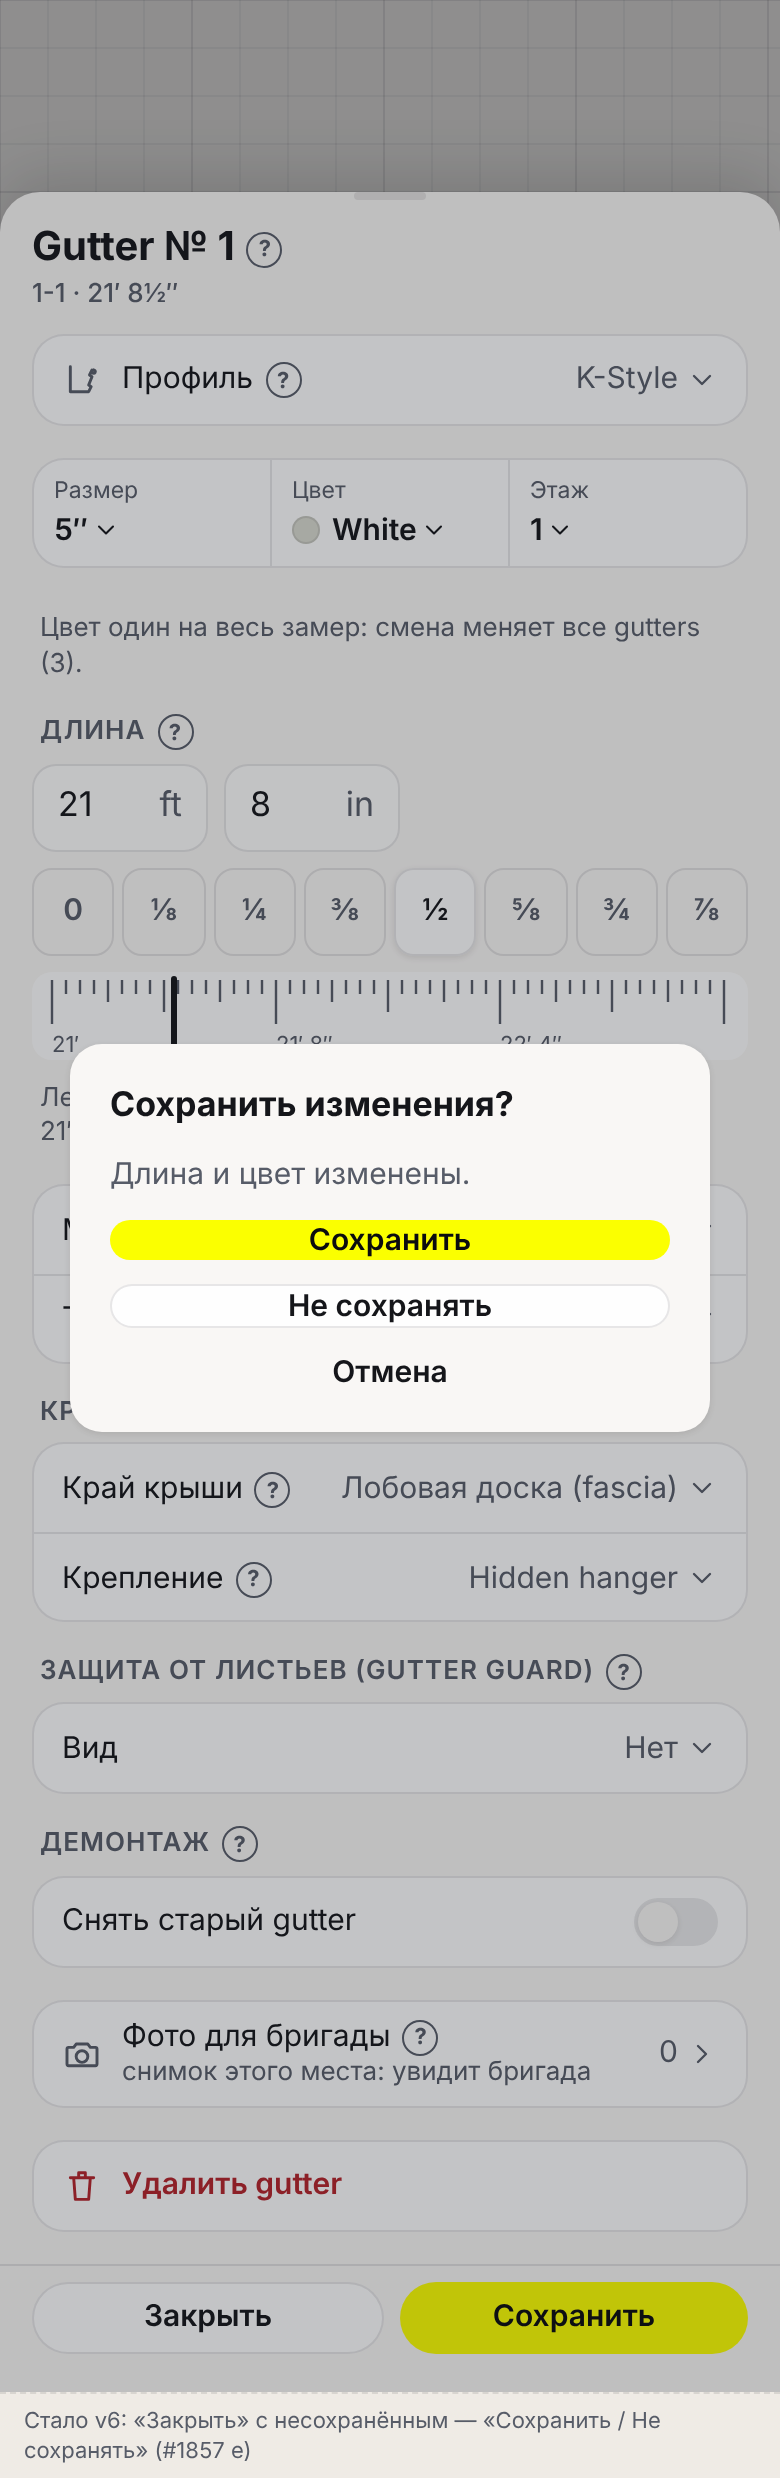 Gutter № 1 ?
1-1 · 21′ 8½″
Профиль ? K-Style
Размер Цвет Этаж
5″ White 1
Цвет один на весь замер: смена меняет все gutters
(3).
ДЛИНА ?
21 ft 8 in
0 ⅛ ¼ ⅜ ½ ⅝ ¾ ⅞
21′ 21′ 8″ 22′ 4″
Сохранить изменения?
Длина и цвет изменены.
Сохранить
Не сохранять
Отмена
Край крыши ? Лобовая доска (fascia)
Крепление ? Hidden hanger
ЗАЩИТА ОТ ЛИСТЬЕВ (GUTTER GUARD) ?
Вид Нет
ДЕМОНТАЖ ?
Снять старый gutter
Фото для бригады ? 0
снимок этого места: увидит бригада
Удалить gutter
Закрыть Сохранить
Стало v6: «Закрыть» с несохранённым — «Сохранить / Не
сохранять» (#1857 е)